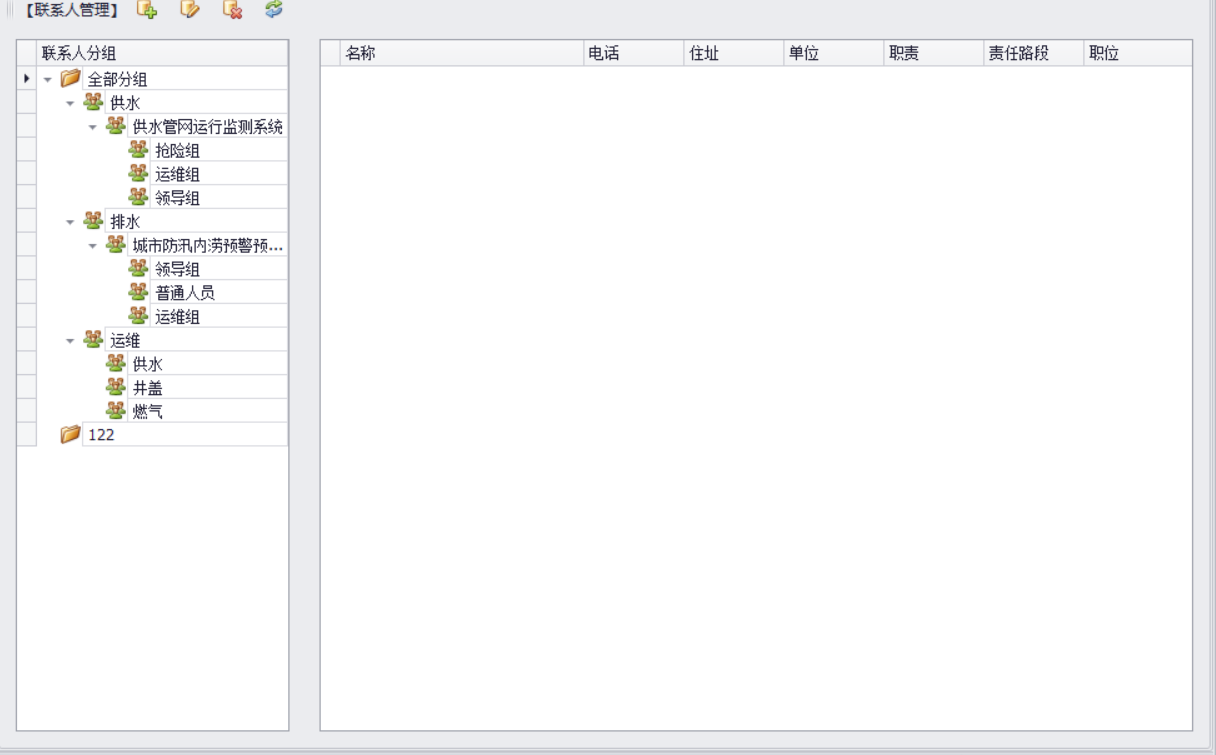 【联系人管理】
联系人分组
全部分组
供水
供水管网运行监测系统
抢险组
运维组
领导组
排水
城市防汛内涝预警预...
领导组
普通人员
运维组
运维
供水
井盖
燃气
122
名称 电话 住址 单位 职责 责任路段 职位